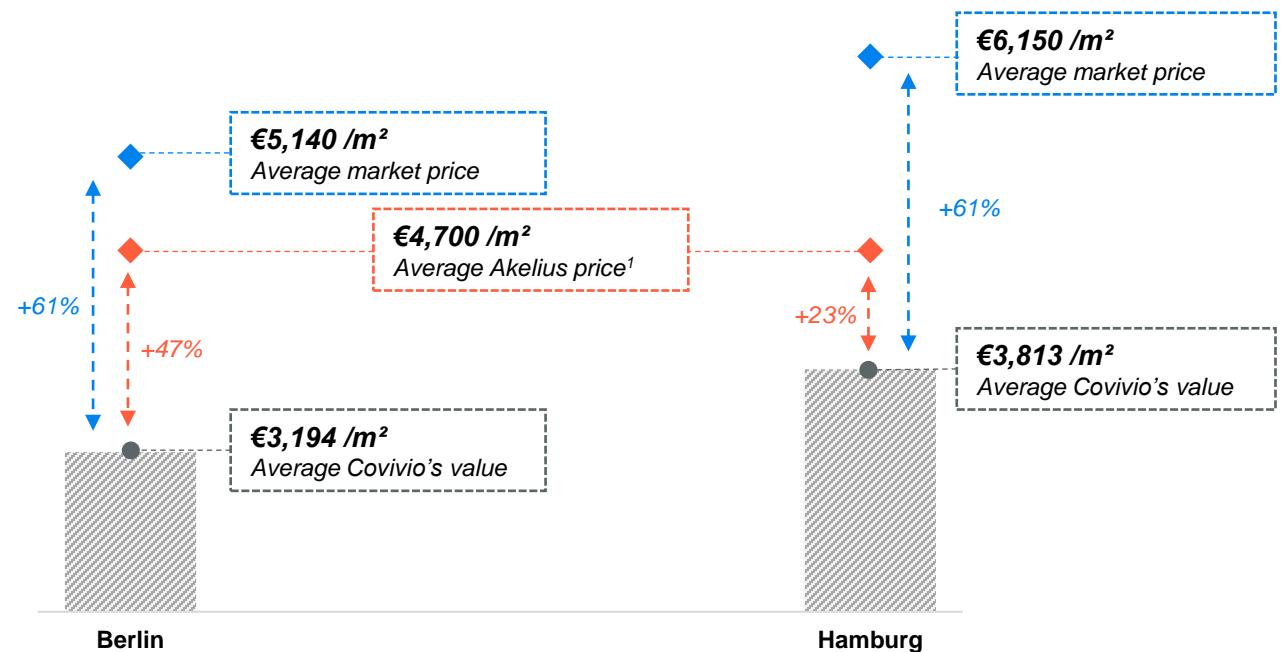 €6,150 /m²
Average market price
€5,140 /m²
Average market price
+61%
€4,700 /m²
Average Akelius price¹
+61%
+23%
+47%
€3,813 /m²
Average Covivio’s value
€3,194 /m²
Average Covivio’s value
Berlin
Hamburg